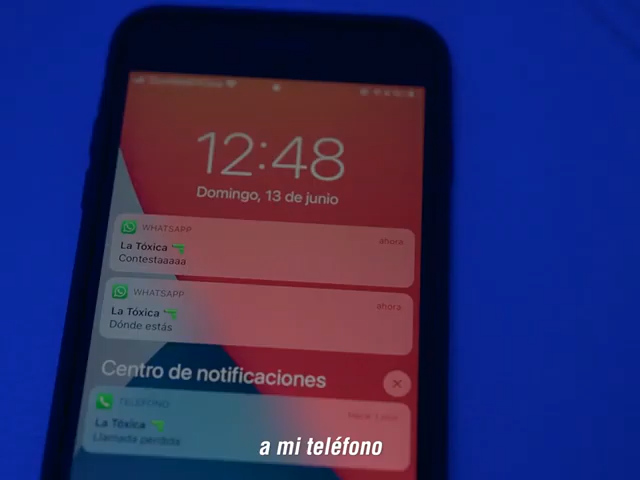 12:48
Domingo, 13 de junio
WHATSAPP
ahora
La Tóxica
Contestaaaaa
WHATSAPP
ahora
La Tóxica
Dónde estás
Centro de notificaciones
TELÉFONO
La Tóxica
Llamada perdida
a mi teléfono